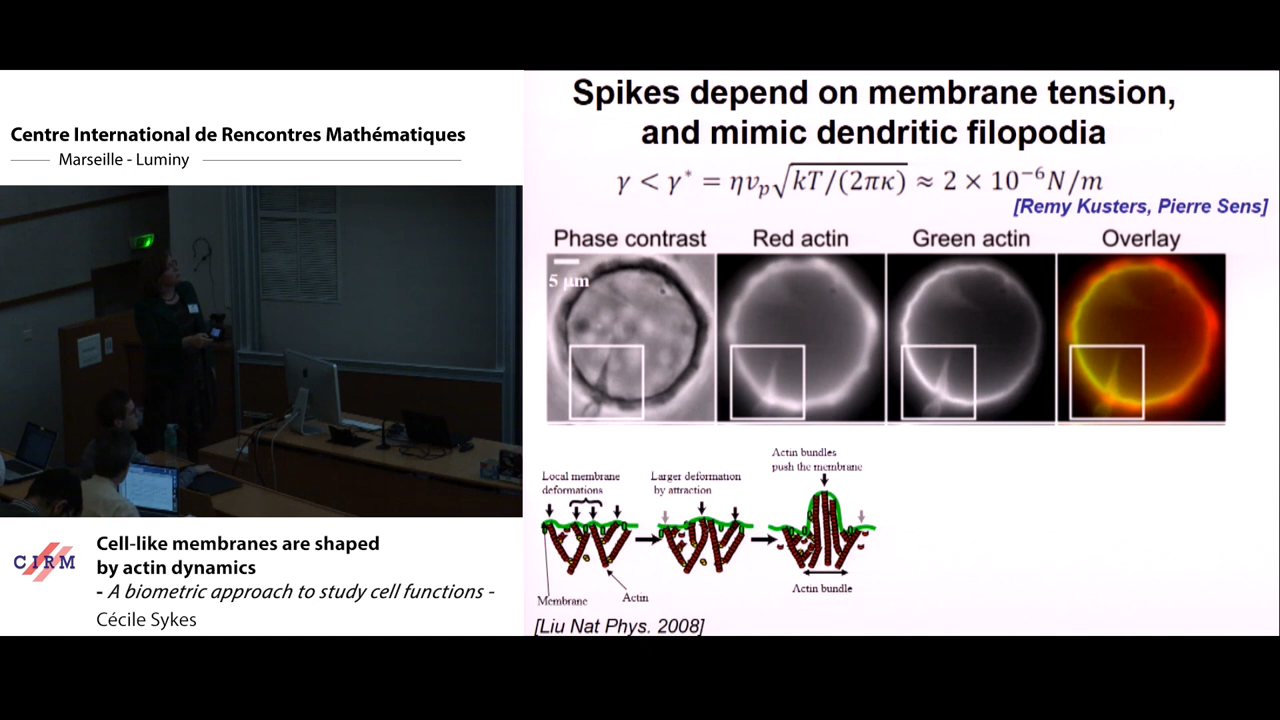 Centre International de Rencontres Mathématiques
Marseille - Luminy
CIRM
Cell-like membranes are shaped
by actin dynamics
- A biometric approach to study cell functions -
Cécile Sykes
Spikes depend on membrane tension,
and mimic dendritic filopodia
γ < γ* = ηv_p√kT/(2πκ) ≈ 2 × 10⁻⁶N/m
[Remy Kusters, Pierre Sens]
Phase contrast Red actin Green actin Overlay
5 μm
Local membrane
deformations
Larger deformation
by attraction
Actin bundles
push the membrane
Membrane
Actin
Actin bundle
[Liu Nat Phys. 2008]